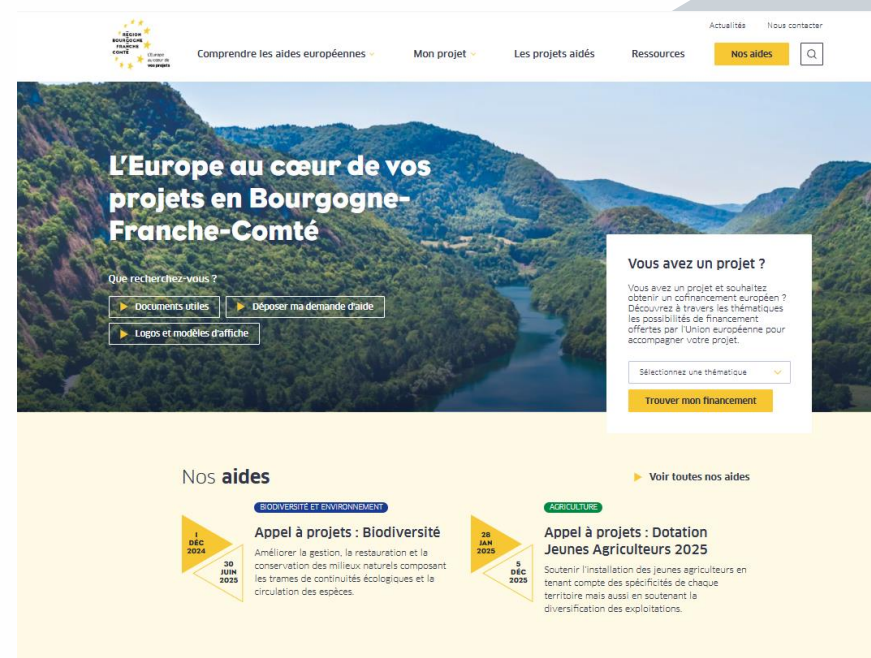 Actualités Nous contacter
RÉGION
BOURGOGNE
FRANCHE
COMTÉ
L'Europe
au cœur de
vos projets
Comprendre les aides européennes Mon projet Les projets aidés Ressources Nos aides
L'Europe au cœur de vos
projets en Bourgogne-
Franche-Comté
Que recherchez-vous ?
Documents utiles Déposer ma demande d'aide
Logos et modèles d'affiche
Vous avez un projet ?
Vous avez un projet et souhaitez
obtenir un cofinancement européen ?
Découvrez à travers les thématiques
les possibilités de financement
offertes par l'Union européenne pour
accompagner votre projet.
Sélectionnez une thématique
Trouver mon financement
Nos aides
Voir toutes nos aides
BIODIVERSITÉ ET ENVIRONNEMENT
1
DÉC
2024
30
JUIN
2025
Appel à projets : Biodiversité
Améliorer la gestion, la restauration et la
conservation des milieux naturels composant
les trames de continuités écologiques et la
circulation des espèces.
AGRICULTURE
28
JAN
2025
5
DÉC
2025
Appel à projets : Dotation
Jeunes Agriculteurs 2025
Soutenir l'installation des jeunes agriculteurs en
tenant compte des spécificités de chaque
territoire mais aussi en soutenant la
diversification des exploitations.